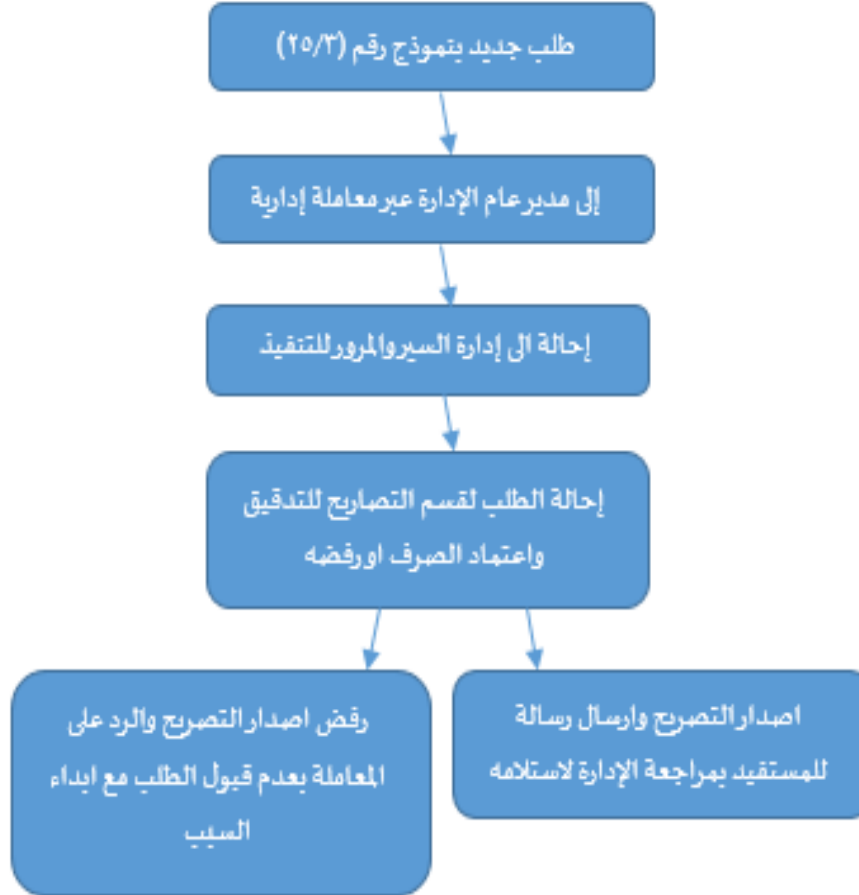 طلب جديد بنموذج رقم (٢٥/٣)
إلى مدير عام الإدارة عبر معاملة إدارية
إحالة الى إدارة السير والمرور للتنفيذ
إحالة الطلب لقسم التصاريح للتدقيق
واعتماد الصرف او رفضه
اصدار التصريح وارسال رسالة
للمستفيد بمراجعة الإدارة لاستلامه
رفض اصدار التصريح والرد على
المعاملة بعدم قبول الطلب مع ابداء
السبب